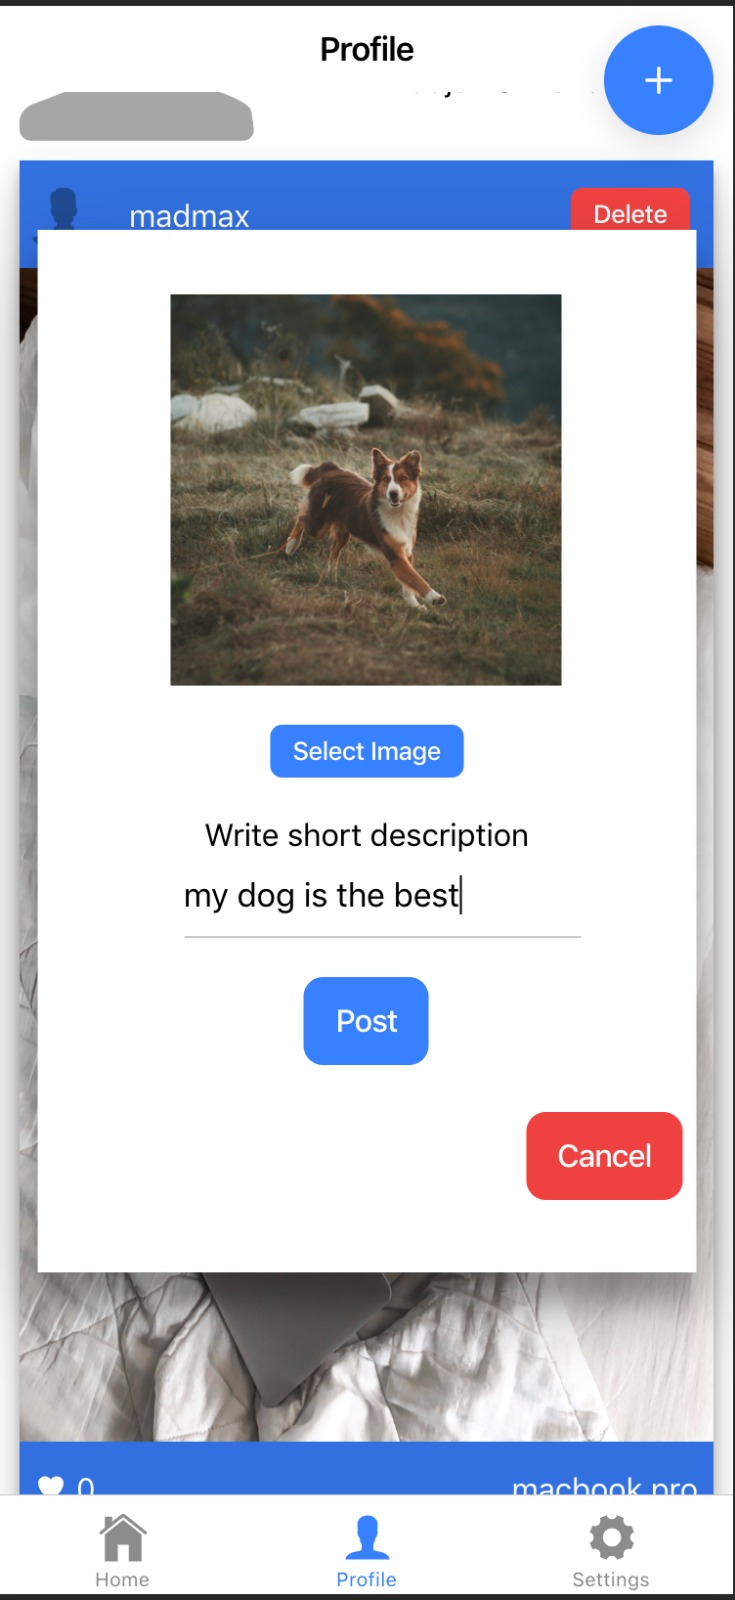 Profile
+
madmax
Delete
Select Image
Write short description
my dog is the best
Post
Cancel
0
macbook pro
Home
Profile
Settings